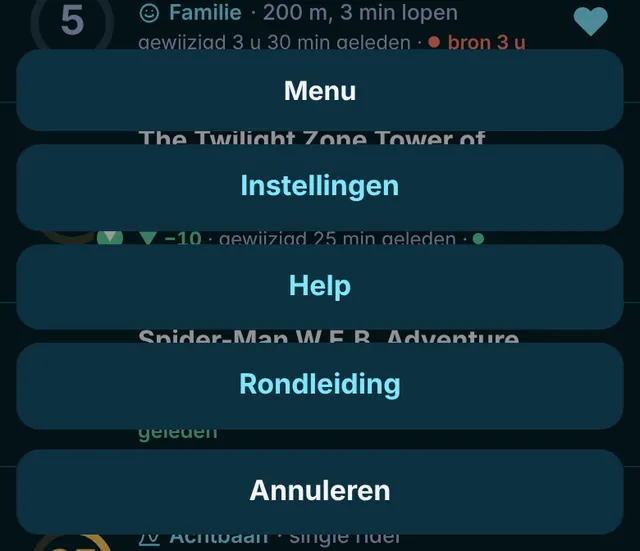 5
Familie · 200 m, 3 min lopen
gewijzigd 3 u 30 min geleden · bron 3 u
Menu
The Twilight Zone Tower of
Instellingen
−10 · gewijzigd 25 min geleden ·
Help
Spider-Man W.E.B. Adventure
Rondleiding
geleden
Annuleren
Achtbaan · single rider